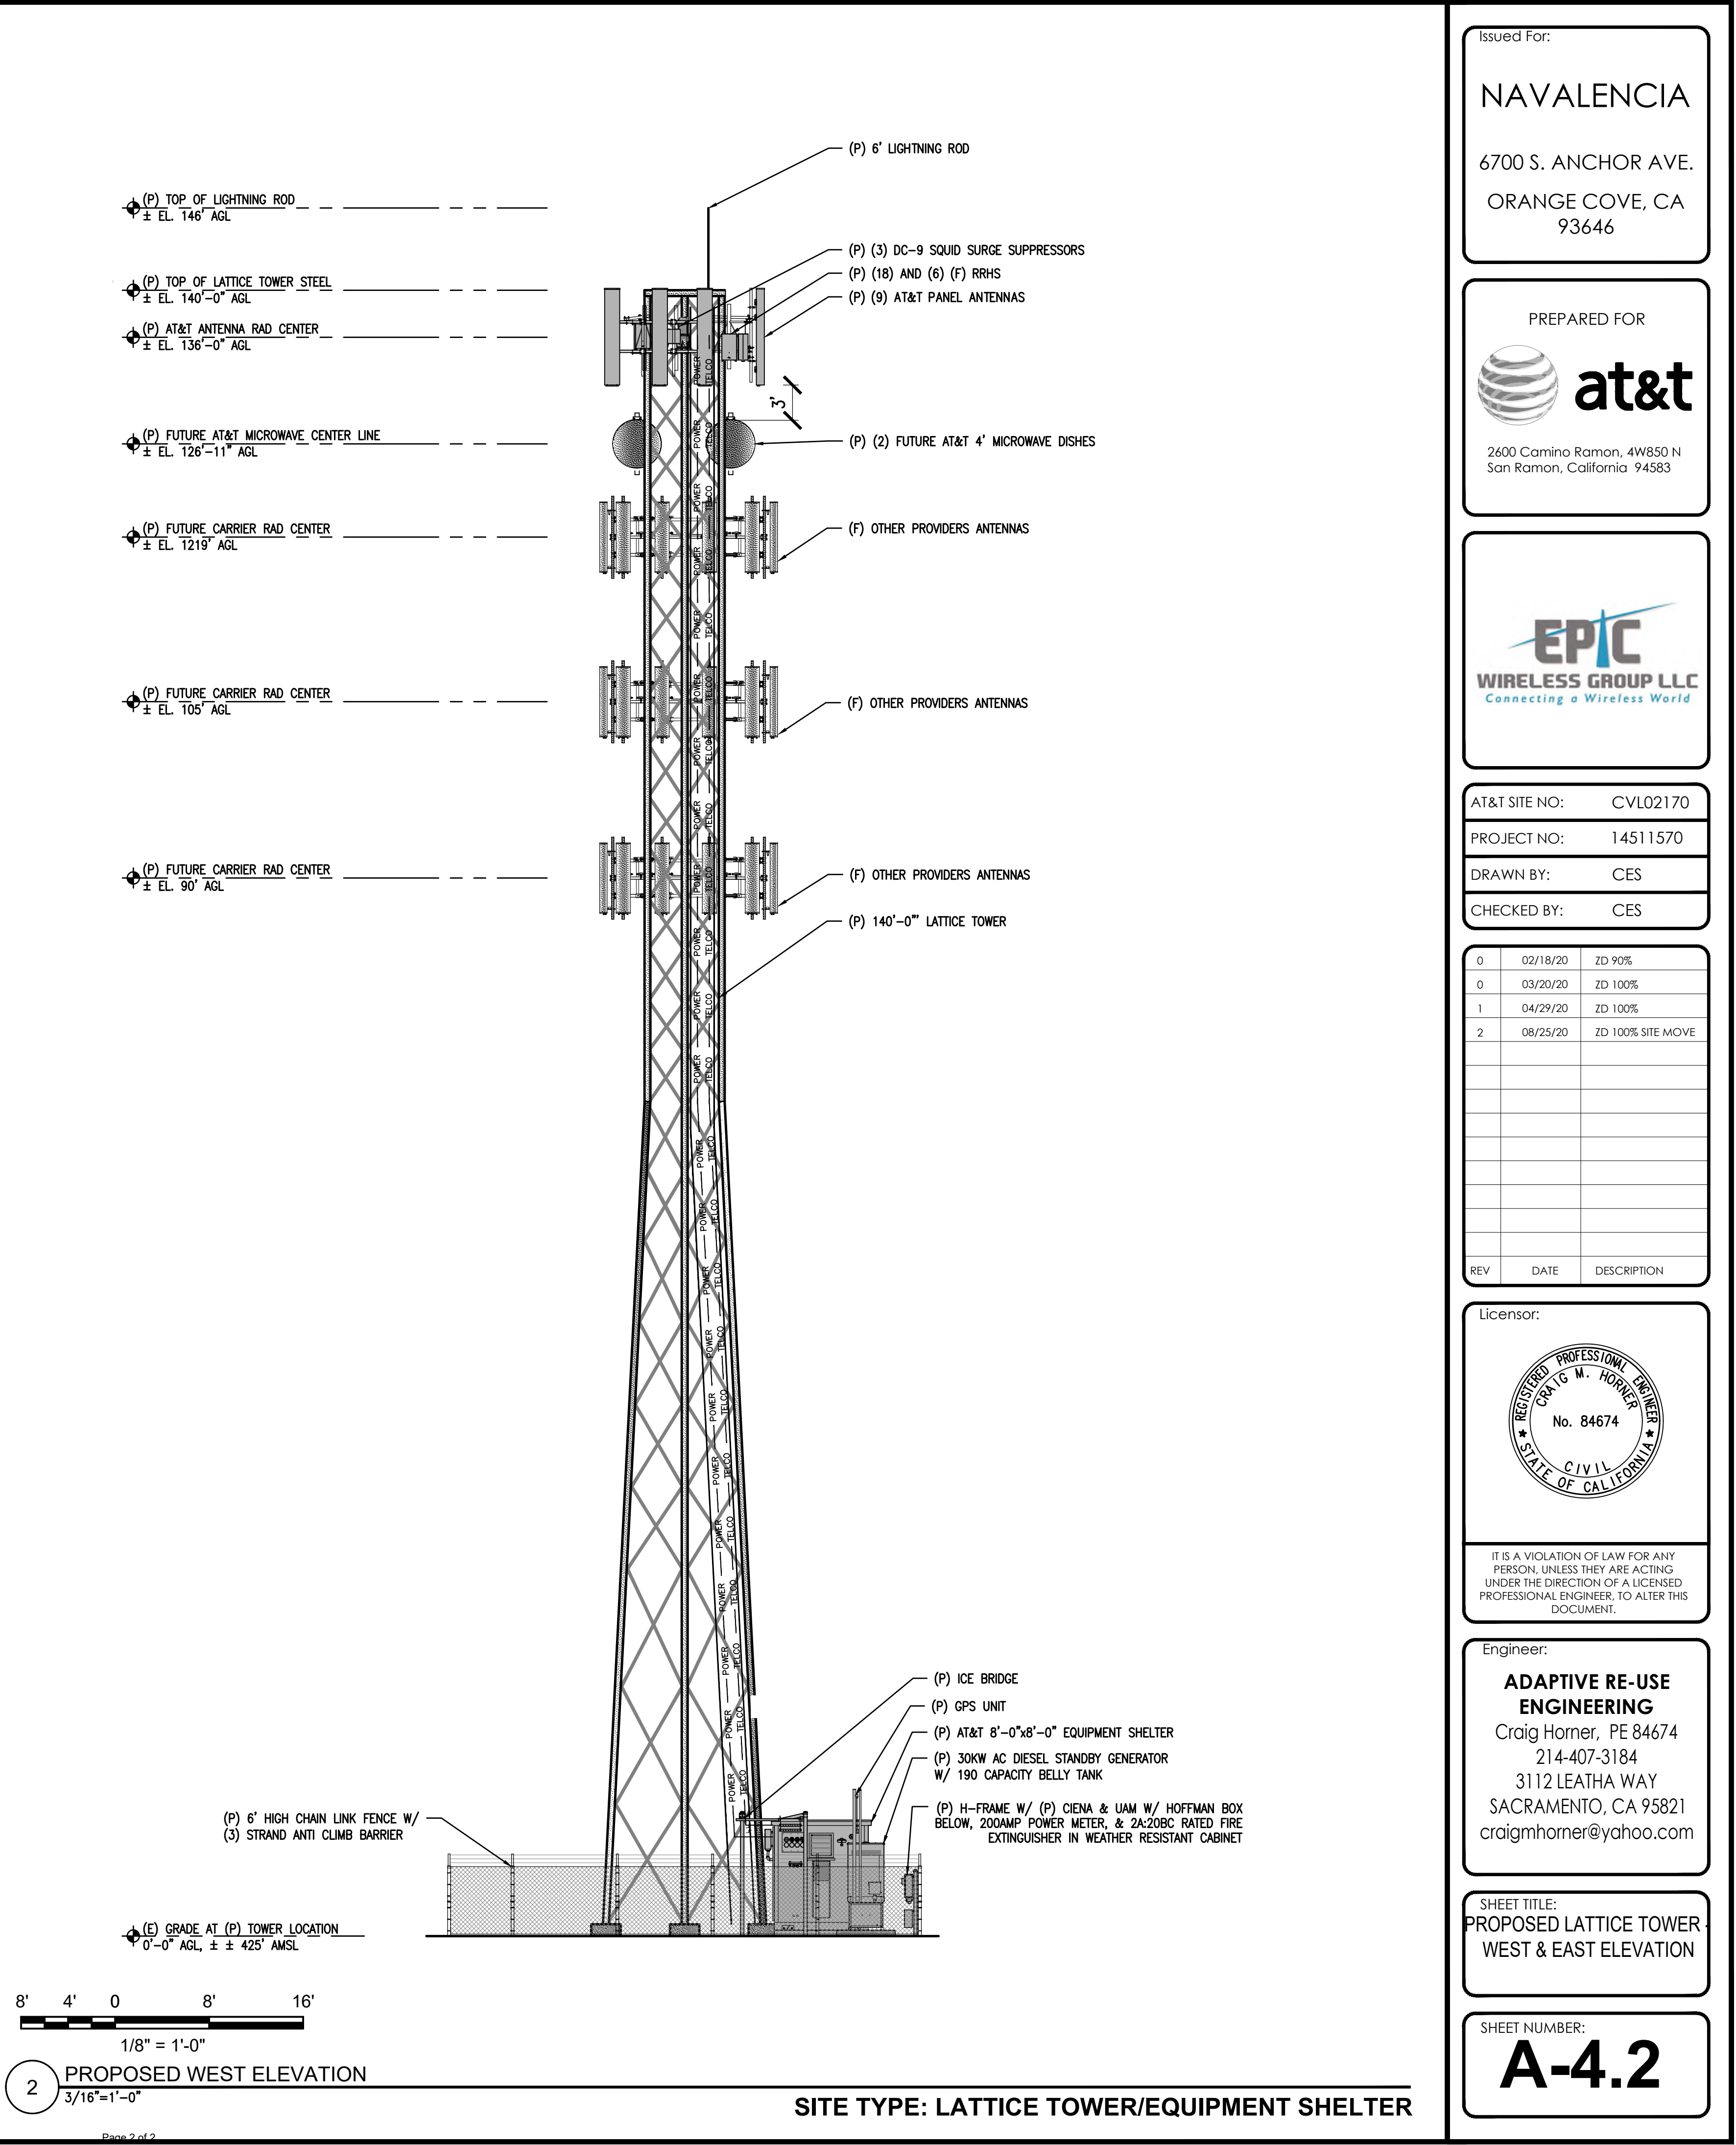 (P) 6' LIGHTNING ROD
(P) TOP OF LIGHTNING ROD
± EL. 146' AGL
(P) (3) DC-9 SQUID SURGE SUPPRESSORS
(P) (18) AND (6) (F) RRHS
(P) (9) AT&T PANEL ANTENNAS
(P) TOP OF LATTICE TOWER STEEL
± EL. 140'-0" AGL
(P) AT&T ANTENNA RAD CENTER
± EL. 136'-0" AGL
3'
(P) FUTURE AT&T MICROWAVE CENTER LINE
± EL. 126'-11" AGL
(P) (2) FUTURE AT&T 4' MICROWAVE DISHES
(P) FUTURE CARRIER RAD CENTER
± EL. 1219' AGL
(F) OTHER PROVIDERS ANTENNAS
(P) FUTURE CARRIER RAD CENTER
± EL. 105' AGL
(F) OTHER PROVIDERS ANTENNAS
(P) FUTURE CARRIER RAD CENTER
± EL. 90' AGL
(F) OTHER PROVIDERS ANTENNAS
(P) 140'-0"' LATTICE TOWER
POWER
TELCO
(P) ICE BRIDGE
(P) GPS UNIT
(P) AT&T 8'-0"x8'-0" EQUIPMENT SHELTER
(P) 30KW AC DIESEL STANDBY GENERATOR
W/ 190 CAPACITY BELLY TANK
(P) H-FRAME W/ (P) CIENA & UAM W/ HOFFMAN BOX
BELOW, 200AMP POWER METER, & 2A:20BC RATED FIRE
EXTINGUISHER IN WEATHER RESISTANT CABINET
(P) 6' HIGH CHAIN LINK FENCE W/
(3) STRAND ANTI CLIMB BARRIER
(E) GRADE AT (P) TOWER LOCATION
0'-0" AGL, ± ± 425' AMSL
8' 4' 0 8' 16'
1/8" = 1'-0"
2 PROPOSED WEST ELEVATION
3/16"=1'-0"
SITE TYPE: LATTICE TOWER/EQUIPMENT SHELTER
Page 2 of 2
Issued For:
NAVALENCIA
6700 S. ANCHOR AVE.
ORANGE COVE, CA
93646
PREPARED FOR
at&t
2600 Camino Ramon, 4W850 N
San Ramon, California 94583
EPIC
WIRELESS GROUP LLC
Connecting a Wireless World
AT&T SITE NO: CVL02170
PROJECT NO: 14511570
DRAWN BY: CES
CHECKED BY: CES
0 02/18/20 ZD 90%
0 03/20/20 ZD 100%
1 04/29/20 ZD 100%
2 08/25/20 ZD 100% SITE MOVE
REV DATE DESCRIPTION
Licensor:
REGISTERED PROFESSIONAL ENGINEER
CRAIG M. HORNER
No. 84674
CIVIL
STATE OF CALIFORNIA
IT IS A VIOLATION OF LAW FOR ANY
PERSON, UNLESS THEY ARE ACTING
UNDER THE DIRECTION OF A LICENSED
PROFESSIONAL ENGINEER, TO ALTER THIS
DOCUMENT.
Engineer:
ADAPTIVE RE-USE
ENGINEERING
Craig Horner, PE 84674
214-407-3184
3112 LEATHA WAY
SACRAMENTO, CA 95821
craigmhorner@yahoo.com
SHEET TITLE:
PROPOSED LATTICE TOWER -
WEST & EAST ELEVATION
SHEET NUMBER:
A-4.2